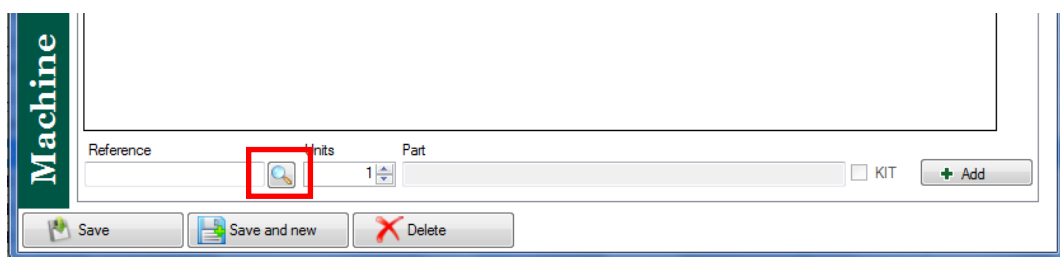 Machine
Reference Units Part
1 KIT Add
Save Save and new Delete